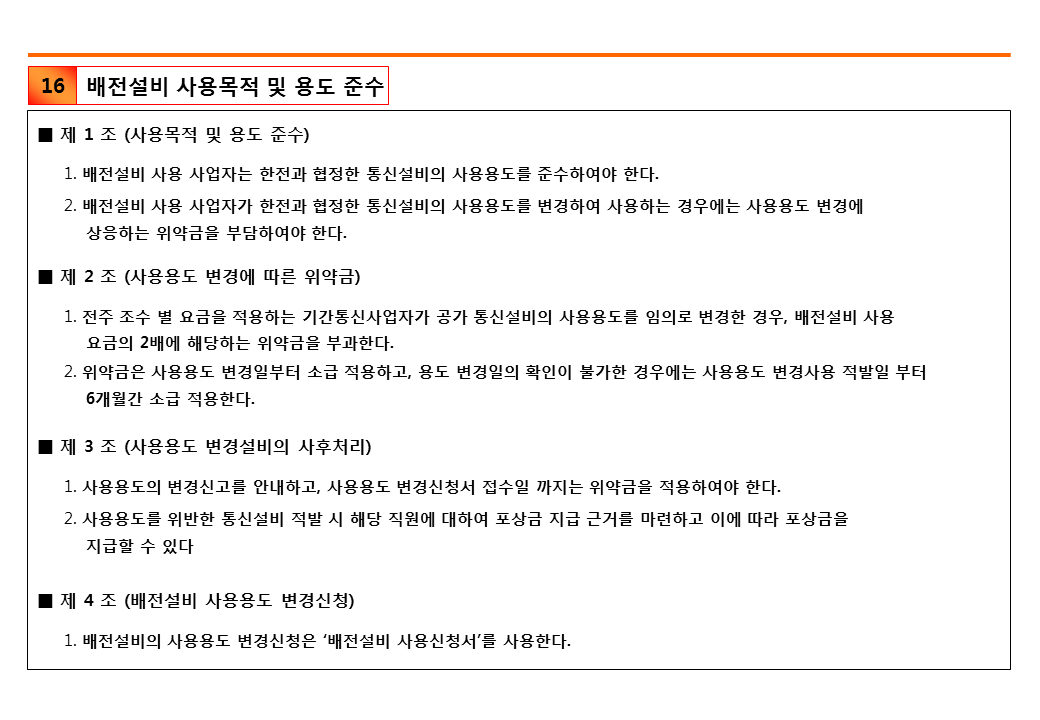 16 배전설비 사용목적 및 용도 준수
■ 제 1 조 (사용목적 및 용도 준수)
1. 배전설비 사용 사업자는 한전과 협정한 통신설비의 사용용도를 준수하여야 한다.
2. 배전설비 사용 사업자가 한전과 협정한 통신설비의 사용용도를 변경하여 사용하는 경우에는 사용용도 변경에
상응하는 위약금을 부담하여야 한다.
■ 제 2 조 (사용용도 변경에 따른 위약금)
1. 전주 조수 별 요금을 적용하는 기간통신사업자가 공가 통신설비의 사용용도를 임의로 변경한 경우, 배전설비 사용
요금의 2배에 해당하는 위약금을 부과한다.
2. 위약금은 사용용도 변경일부터 소급 적용하고, 용도 변경일의 확인이 불가한 경우에는 사용용도 변경사용 적발일 부터
6개월간 소급 적용한다.
■ 제 3 조 (사용용도 변경설비의 사후처리)
1. 사용용도의 변경신고를 안내하고, 사용용도 변경신청서 접수일 까지는 위약금을 적용하여야 한다.
2. 사용용도를 위반한 통신설비 적발 시 해당 직원에 대하여 포상금 지급 근거를 마련하고 이에 따라 포상금을
지급할 수 있다
■ 제 4 조 (배전설비 사용용도 변경신청)
1. 배전설비의 사용용도 변경신청은 ‘배전설비 사용신청서’를 사용한다.